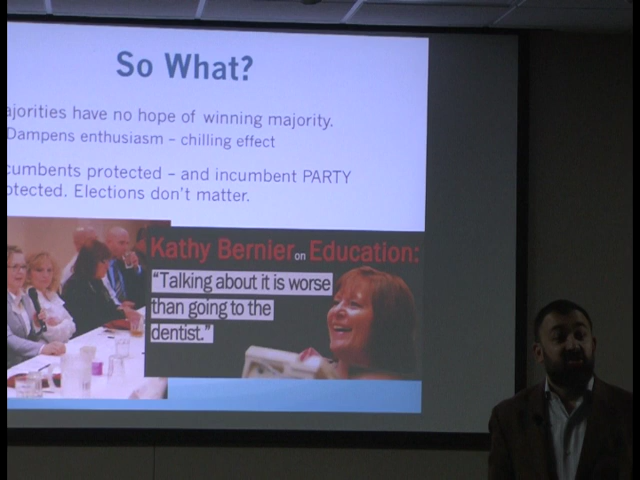 So What?
ajorities have no hope of winning majority.
Dampens enthusiasm – chilling effect
cumbents protected – and incumbent PARTY
otected. Elections don't matter.
Kathy Bernier on Education:
"Talking about it is worse
than going to the
dentist."